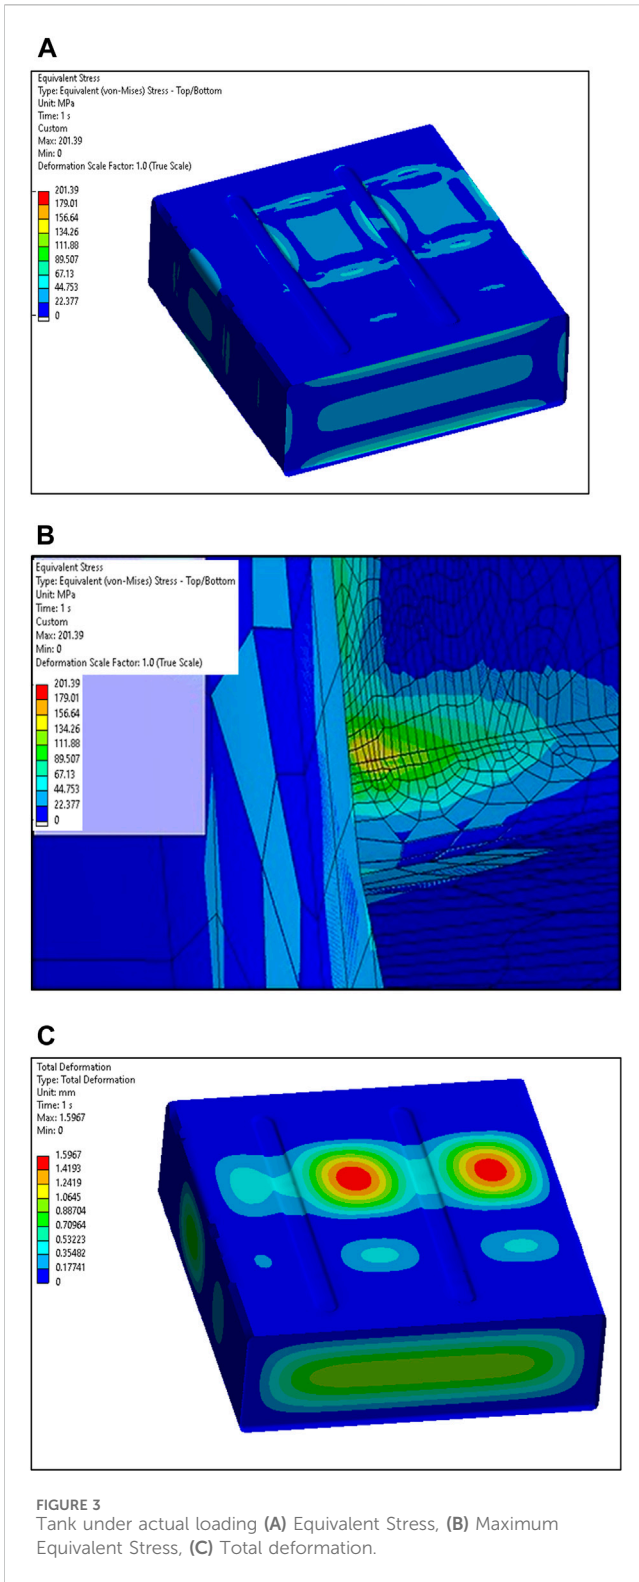 A
Equivalent Stress
Type: Equivalent (von-Mises) Stress - Top/Bottom
Unit: MPa
Time: 1 s
Custom
Max: 201.39
Min: 0
Deformation Scale Factor: 1.0 (True Scale)
201.39
179.01
156.64
134.26
111.88
89.507
67.13
44.753
22.377
0
B
Equivalent Stress
Type: Equivalent (von-Mises) Stress - Top/Bottom
Unit: MPa
Time: 1 s
Custom
Max: 201.39
Min: 0
Deformation Scale Factor: 1.0 (True Scale)
201.39
179.01
156.64
134.26
111.88
89.507
67.13
44.753
22.377
0
C
Total Deformation
Type: Total Deformation
Unit: mm
Time: 1 s
Max: 1.5967
Min: 0
1.5967
1.4193
1.2419
1.0645
0.88704
0.70964
0.53223
0.35482
0.17741
0
FIGURE 3
Tank under actual loading (A) Equivalent Stress, (B) Maximum
Equivalent Stress, (C) Total deformation.